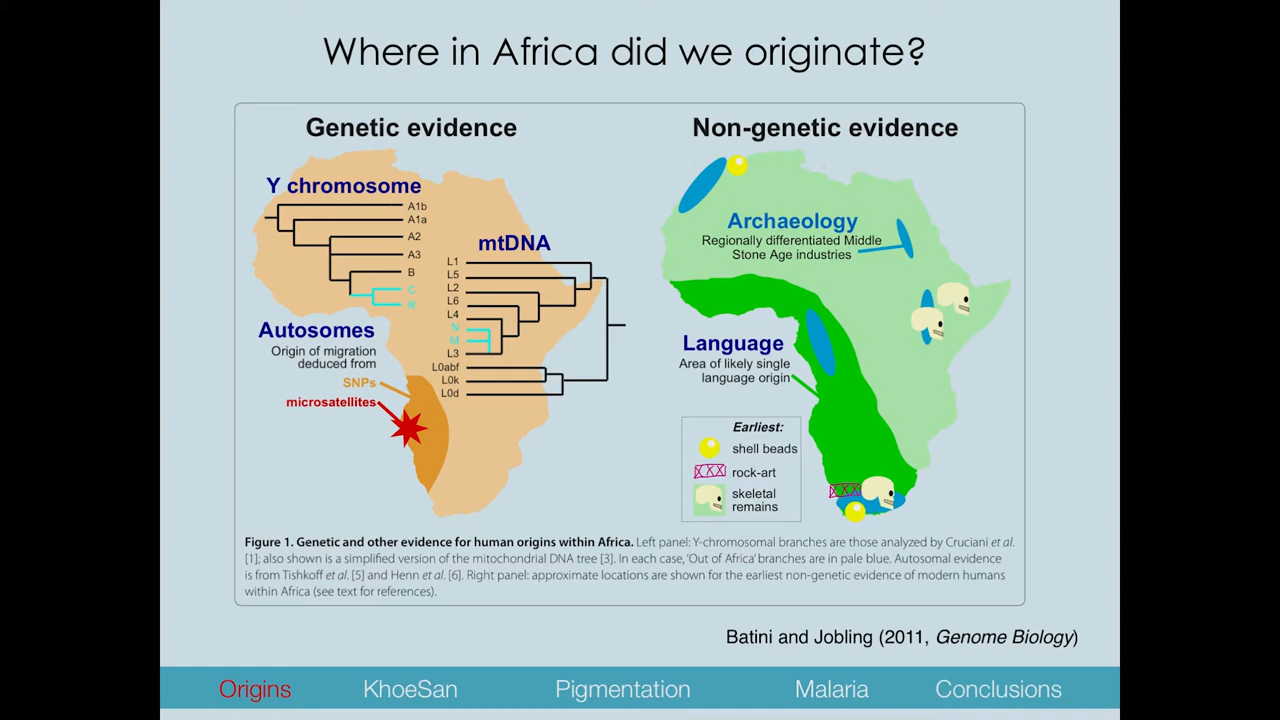 Where in Africa did we originate?
Genetic evidence
Y chromosome
A1b
A1a
A2
A3
B
C
R
mtDNA
L1
L5
L2
L6
L4
N
M
L3
L0abf
L0k
L0d
Autosomes
Origin of migration
deduced from
SNPs
microsatellites
Non-genetic evidence
Archaeology
Regionally differentiated Middle
Stone Age industries
Language
Area of likely single
language origin
Earliest:
shell beads
rock-art
skeletal
remains
Figure 1. Genetic and other evidence for human origins within Africa. Left panel: Y-chromosomal branches are those analyzed by Cruciani et al.
[1]; also shown is a simplified version of the mitochondrial DNA tree [3]. In each case, 'Out of Africa' branches are in pale blue. Autosomal evidence
is from Tishkoff et al. [5] and Henn et al. [6]. Right panel: approximate locations are shown for the earliest non-genetic evidence of modern humans
within Africa (see text for references).
Batini and Jobling (2011, Genome Biology)
Origins KhoeSan Pigmentation Malaria Conclusions